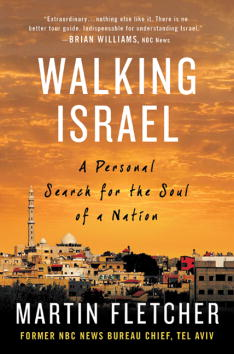 "Extraordinary...nothing else like it. There is no
better tour guide. Indispensable for understanding Israel."
—BRIAN WILLIAMS, NBC News
WALKING
ISRAEL
A Personal
Search for the Soul
of a Nation
MARTIN FLETCHER
FORMER NBC NEWS BUREAU CHIEF, TEL AVIV